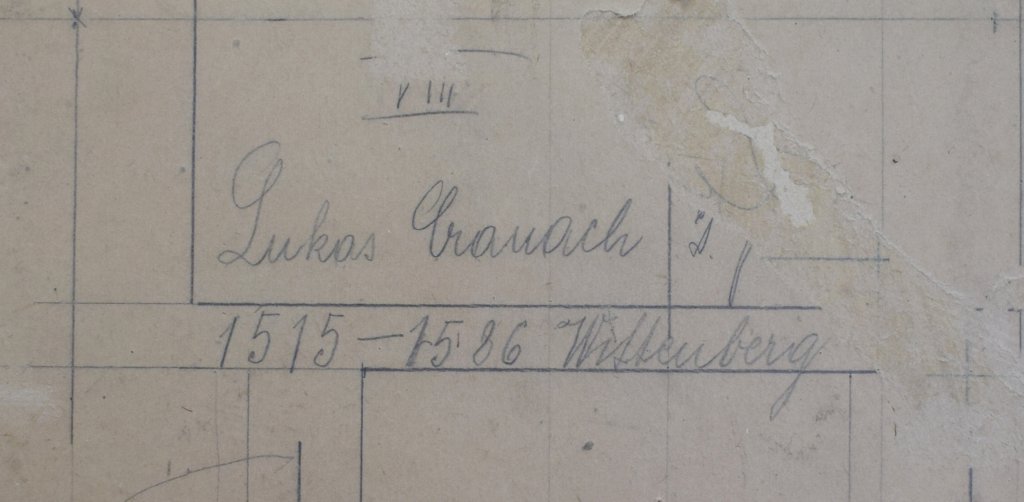 VIII
Lukas Cranach d. J
1515–1586 Wittenberg